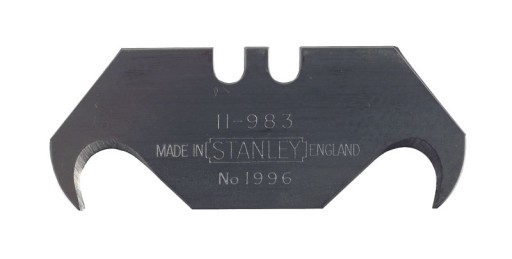 11-983
MADE IN STANLEY ENGLAND
No 1996